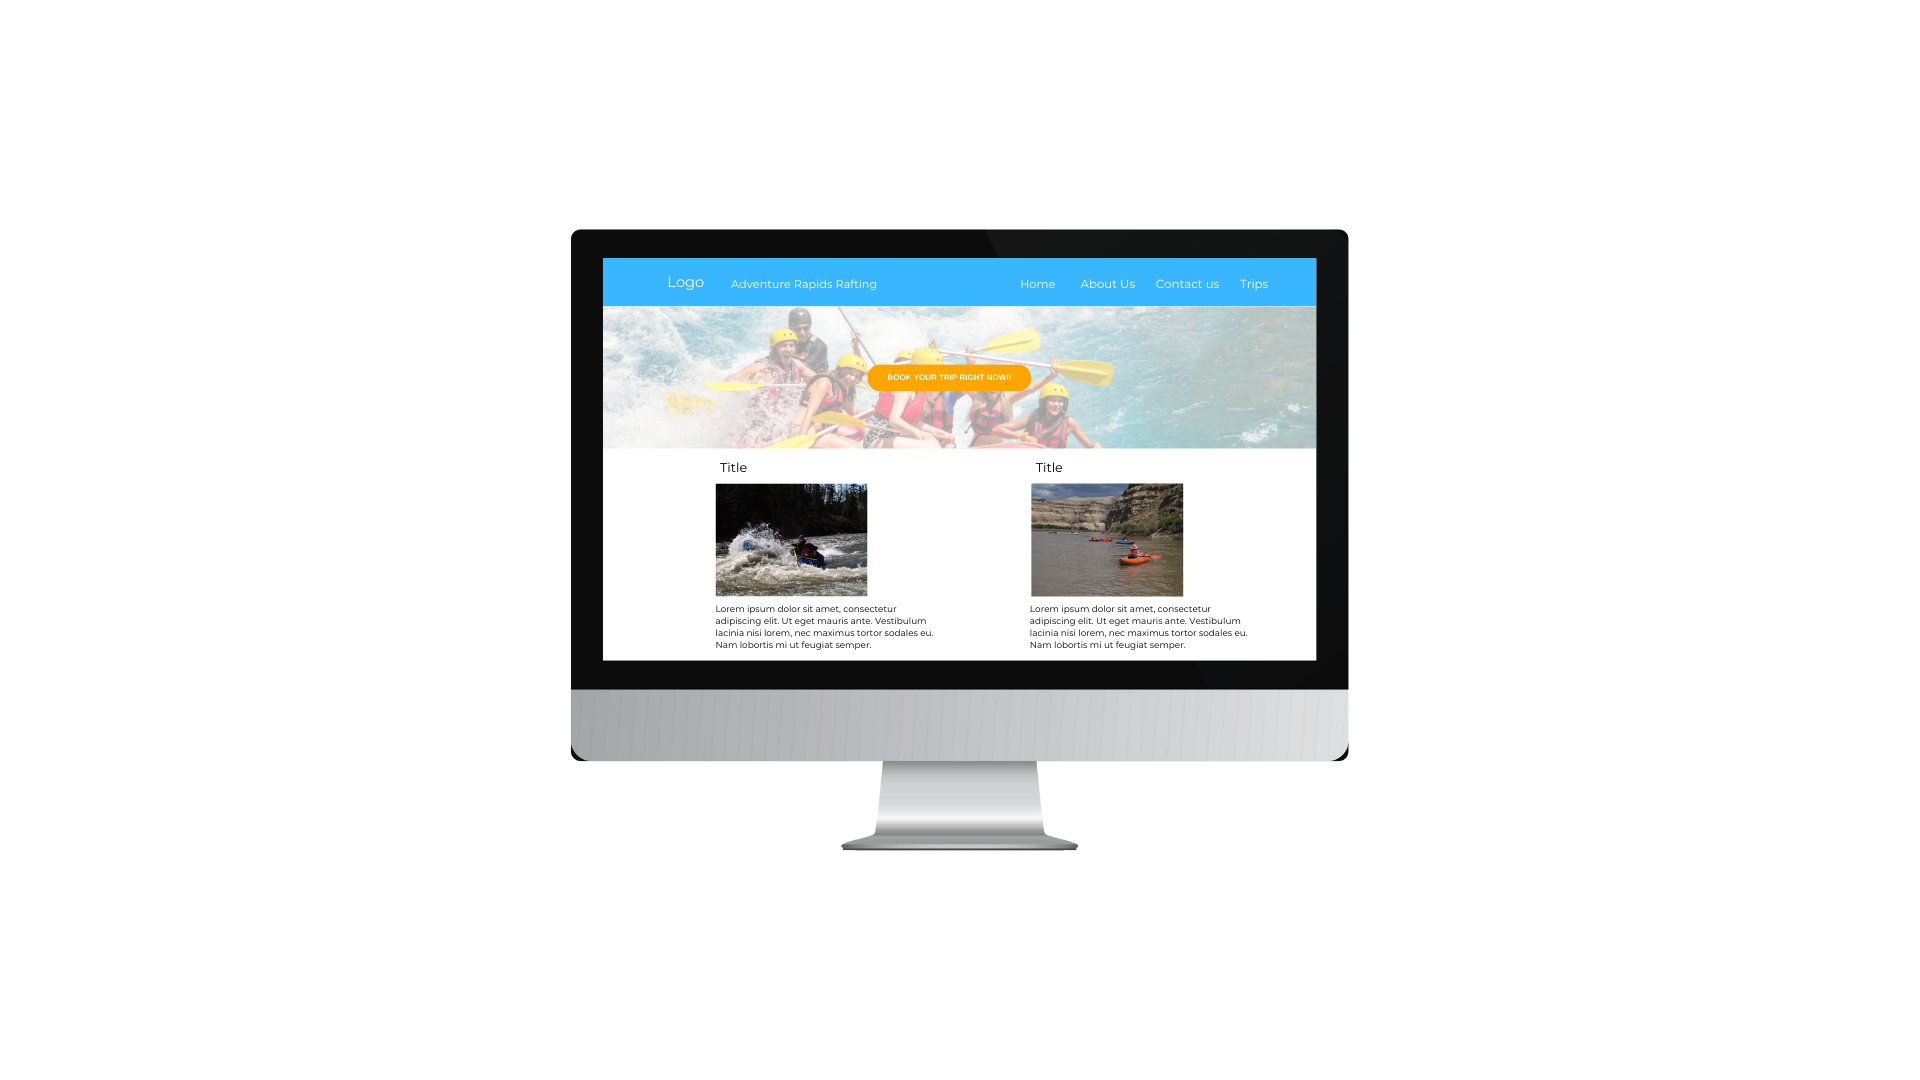 Logo
Adventure Rapids Rafting
Home
About Us
Contact us
Trips
BOOK YOUR TRIP RIGHT NOW!!
Title
Lorem ipsum dolor sit amet, consectetur
adipiscing elit. Ut eget mauris ante. Vestibulum
lacinia nisi lorem, nec maximus tortor sodales eu.
Nam lobortis mi ut feugiat semper.
Title
Lorem ipsum dolor sit amet, consectetur
adipiscing elit. Ut eget mauris ante. Vestibulum
lacinia nisi lorem, nec maximus tortor sodales eu.
Nam lobortis mi ut feugiat semper.